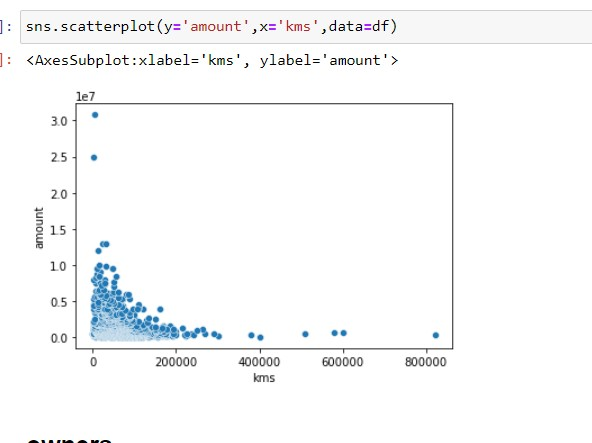 ]: sns.scatterplot(y='amount',x='kms',data=df)
]: <AxesSubplot:xlabel='kms', ylabel='amount'>
1e7
3.0
2.5
2.0
1.5
1.0
0.5
0.0
amount
0 200000 400000 600000 800000
kms
owners